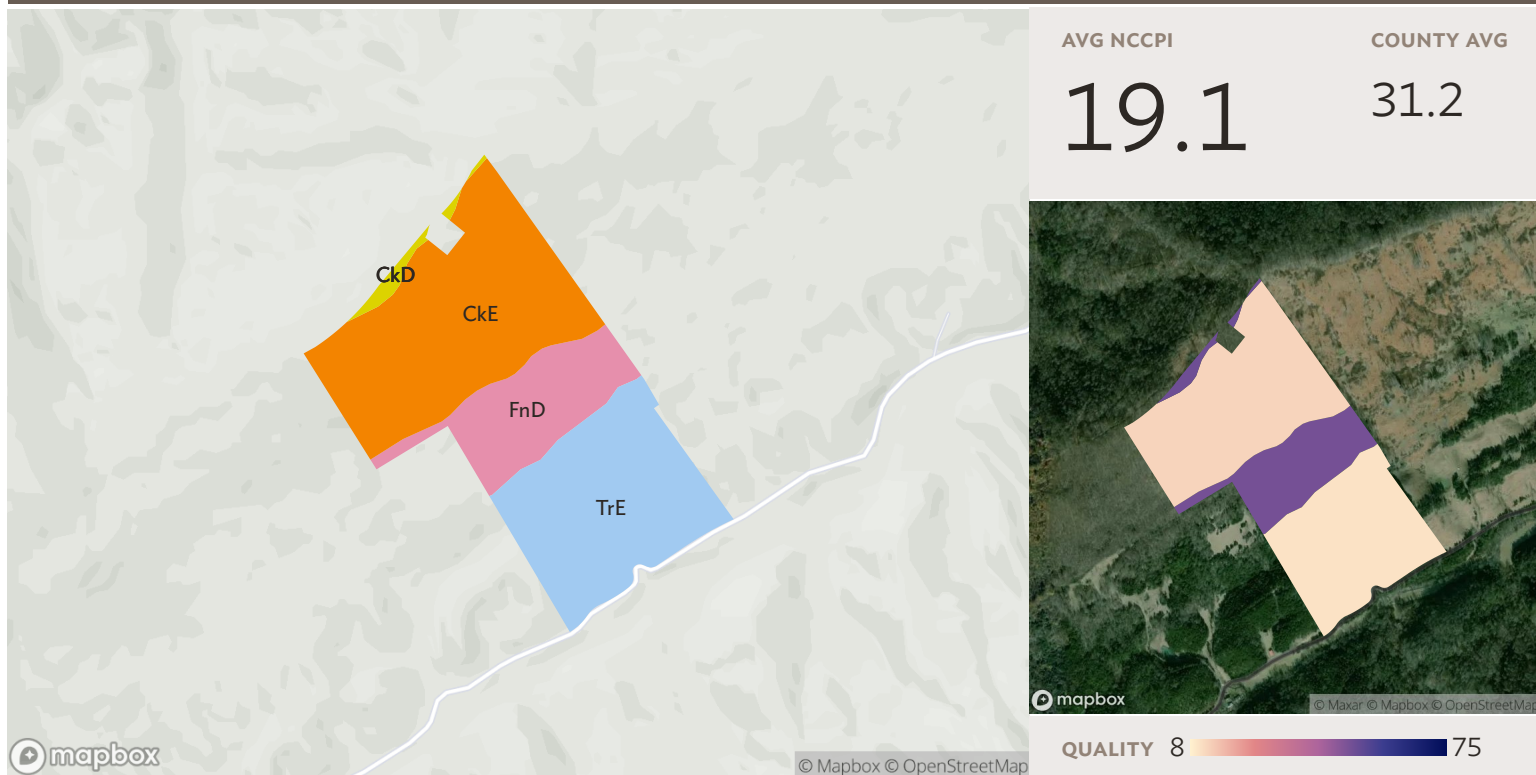 AVG NCCPI
19.1
COUNTY AVG
31.2
CkD
CkE
FnD
TrE
mapbox
© Mapbox © OpenStreetMap
mapbox
© Maxar © Mapbox © OpenStreetMap
QUALITY 8 75